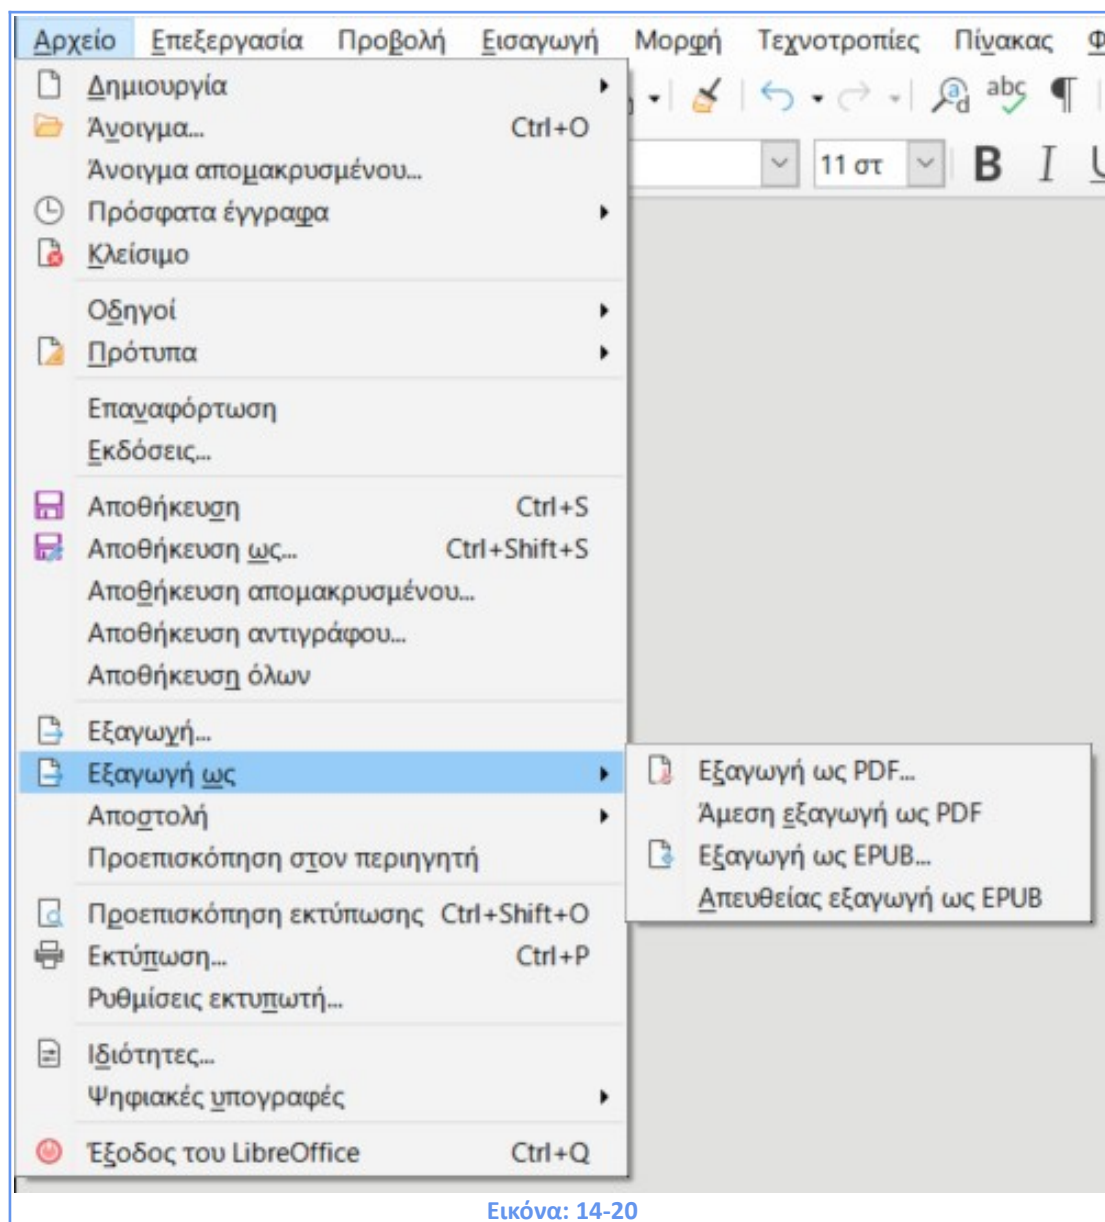 Αρχείο Επεξεργασία Προβολή Εισαγωγή Μορφή Τεχνοτροπίες Πίνακας Φ
Δημιουργία
Άνοιγμα... Ctrl+O
Άνοιγμα απομακρυσμένου...
11 στ B I U
Πρόσφατα έγγραφα
Κλείσιμο
Οδηγοί
Πρότυπα
Επαναφόρτωση
Εκδόσεις...
Αποθήκευση Ctrl+S
Αποθήκευση ως... Ctrl+Shift+S
Αποθήκευση απομακρυσμένου...
Αποθήκευση αντιγράφου...
Αποθήκευση όλων
Εξαγωγή...
Εξαγωγή ως
Αποστολή
Προεπισκόπηση στον περιηγητή
Προεπισκόπηση εκτύπωσης Ctrl+Shift+O
Εκτύπωση... Ctrl+P
Ρυθμίσεις εκτυπωτή...
Ιδιότητες...
Ψηφιακές υπογραφές
Έξοδος του LibreOffice Ctrl+Q
Εξαγωγή ως PDF...
Άμεση εξαγωγή ως PDF
Εξαγωγή ως EPUB...
Απευθείας εξαγωγή ως EPUB
Εικόνα: 14-20